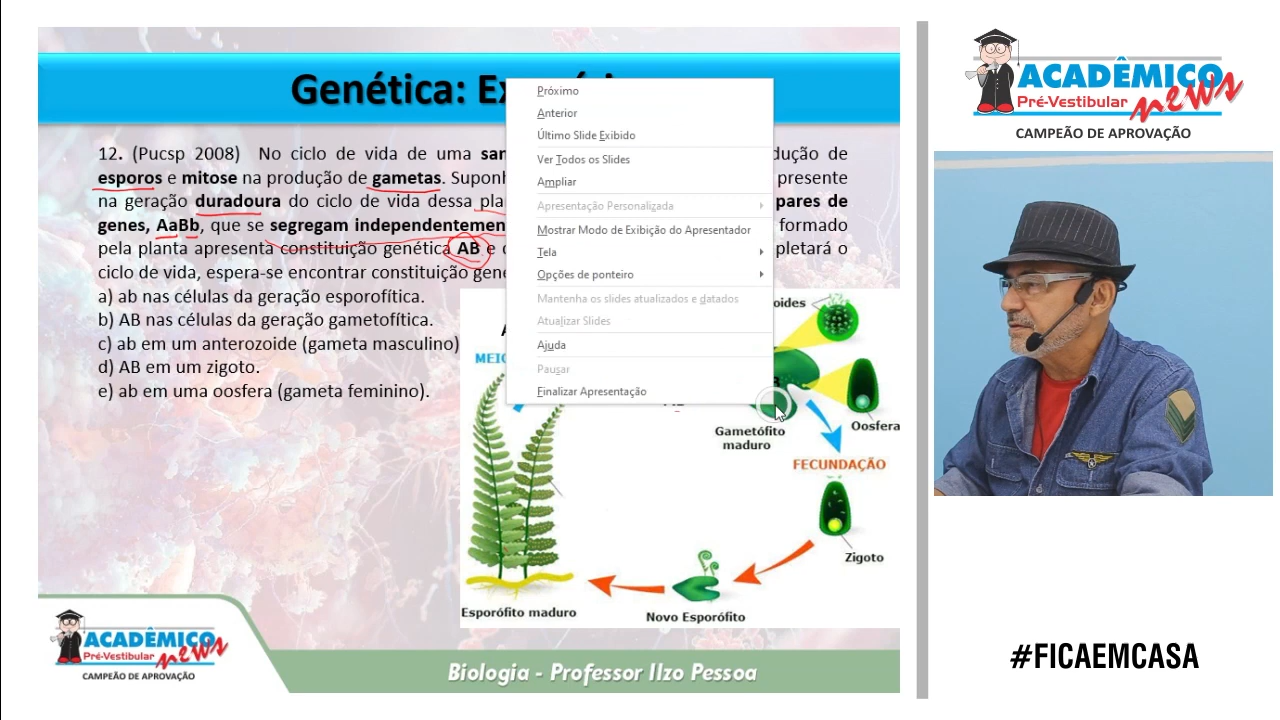 Genética: Ex
12. (Pucsp 2008) No ciclo de vida de uma
dução de
esporos e mitose na produção de gametas.
presente
na geração duradoura do ciclo de vida dessa
pares de
genes, AaBb, que se segregam
formado
pela planta apresenta constituição genética AB e
pletará o
ciclo de vida, espera-se encontrar constituição
a) ab nas células da geração esporofítica.
b) AB nas células da geração gametofítica.
c) ab em um anterozoide (gameta masculino)
d) AB em um zigoto.
e) ab em uma oosfera (gameta feminino).
Próximo
Anterior
Último Slide Exibido
Ver Todos os Slides
Ampliar
Apresentação Personalizada
Mostrar Modo de Exibição do Apresentador
Tela
Opções de ponteiro
Mantenha os slides atualizados e datados
Atualizar Slides
Ajuda
Pausar
Finalizar Apresentação
oides
Oosfera
Gametófito
maduro
FECUNDAÇÃO
Zigoto
Novo Esporófito
Esporófito maduro
ACADÊMICO
Pré-Vestibular news
CAMPEÃO DE APROVAÇÃO
Biologia - Professor Ilzo Pessoa
ACADÊMICO
Pré-Vestibular news
CAMPEÃO DE APROVAÇÃO
#FICAEMCASA